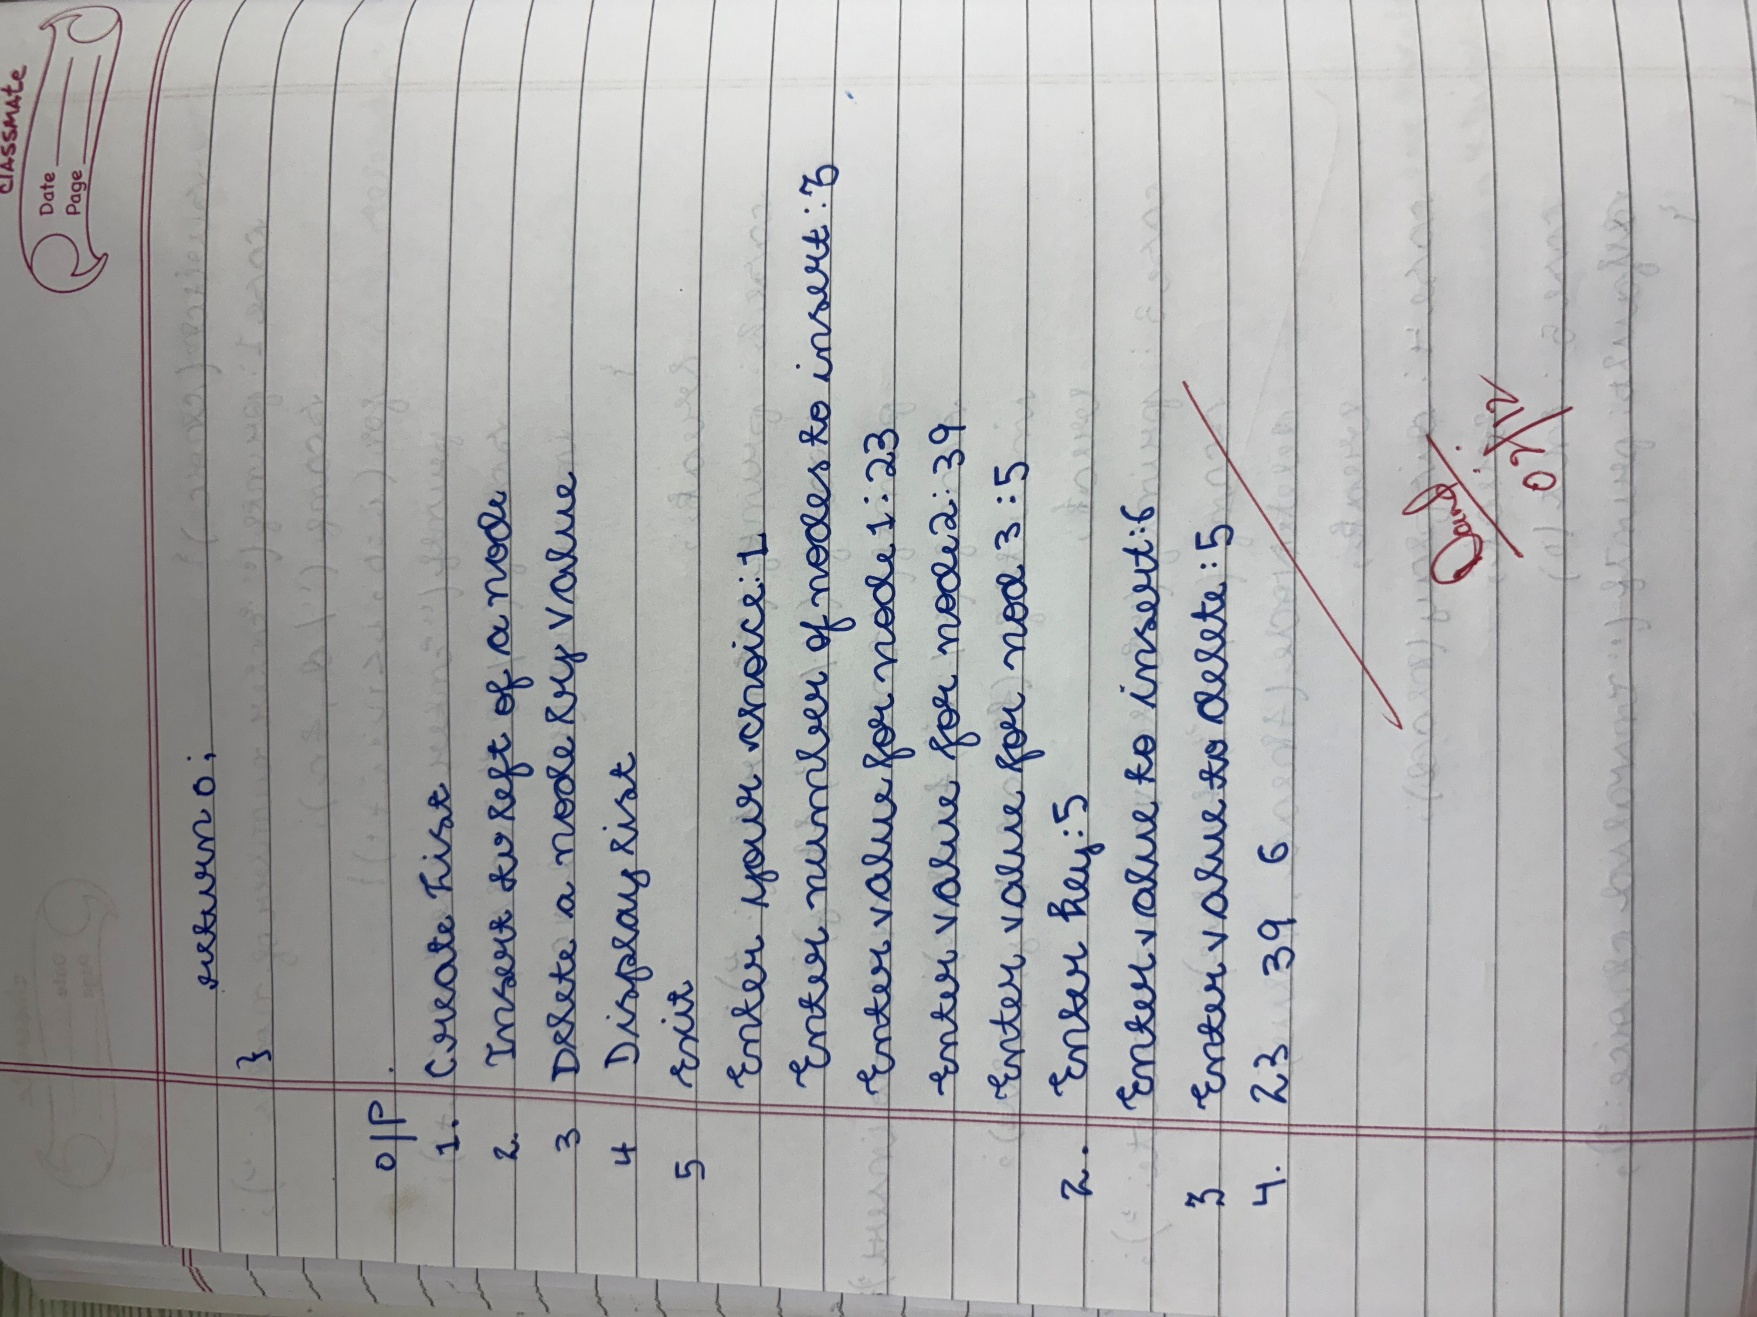 classmate
Date
Page
return 0;
}
O/P
1. Create List
2. Insert to left of a node
3 Delete a node by value
4 Display list
5 Exit
Enter your choice: 1
Enter number of nodes to insert: 3
Enter value for node 1: 23
Enter value for node 2: 39
Enter value for nod 3: 5
2. Enter key: 5
Enter value to insert: 6
3 Enter value to delete: 5
4. 23 39 6